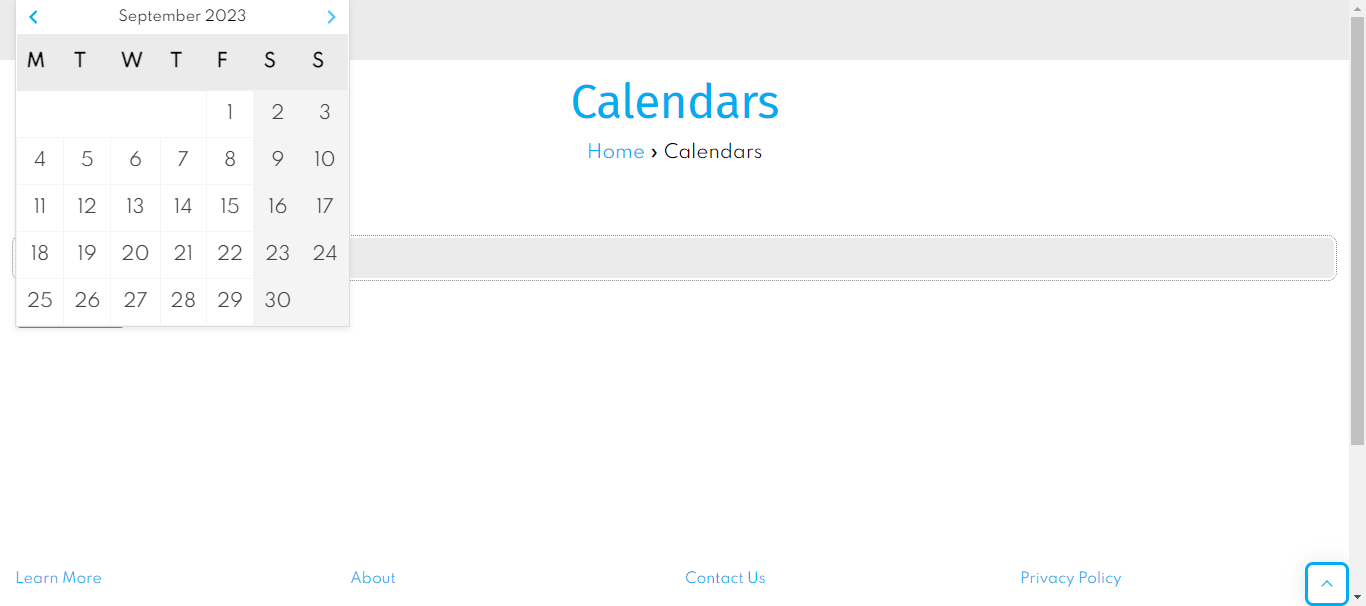 September 2023
M T W T F S S
1 2 3
4 5 6 7 8 9 10
11 12 13 14 15 16 17
18 19 20 21 22 23 24
25 26 27 28 29 30
Calendars
Home › Calendars
Learn More
About
Contact Us
Privacy Policy